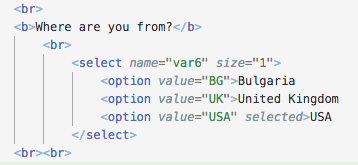 <br>
<b>Where are you from?</b>
<br>
<select name="var6" size="1">
<option value="BG">Bulgaria
<option value="UK">United Kingdom
<option value="USA" selected>USA
</select>
<br><br>